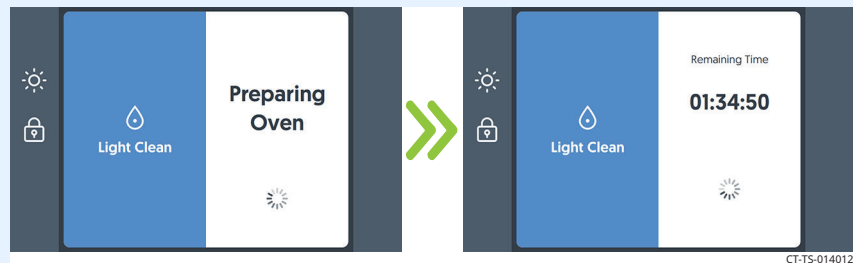 Light Clean
Preparing
Oven
Light Clean
Remaining Time
01:34:50
CT-TS-014012